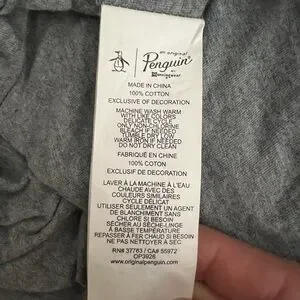 an original
Penguin
BY
Munsingwear
MADE IN CHINA
100% COTTON
EXCLUSIVE OF DECORATION
MACHINE WASH WARM
WITH LIKE COLORS
DELICATE CYCLE
ONLY NON-CHLORINE
BLEACH IF NEEDED
TUMBLE DRY LOW
WARM IRON IF NEEDED
DO NOT DRY CLEAN
FABRIQUÉ EN CHINE
100% COTON
EXCLUSIF DE DÉCORATION
LAVER À LA MACHINE À L'EAU
CHAUDE AVEC DES
COULEURS SIMILAIRES
CYCLE DÉLICAT
UTILISER SEULEMENT UN AGENT
DE BLANCHIMENT SANS
CHLORE SI BESOIN
SÉCHER AU SÈCHE-LINGE
À BASSE TEMPÉRATURE
REPASSER À FER CHAUD SI BESOIN
NE PAS NETTOYER À SEC
RN# 37763 / CA# 55972
OP3926
www.originalpenguin.com